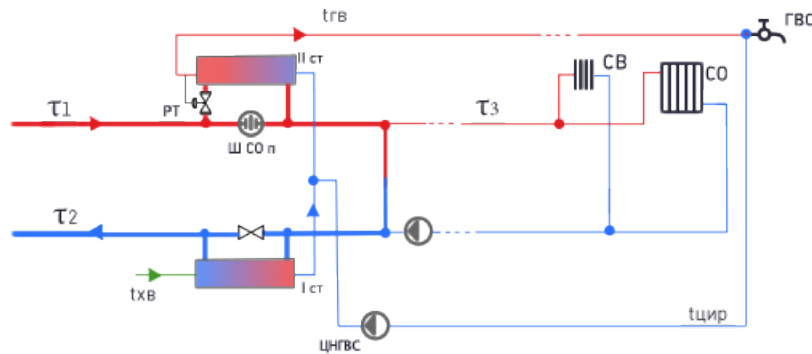 tгв
ГВС
II ст
СВ
СО
τ1
РТ
τ3
Ш СО п
τ2
I ст
tхв
tцир
ЦНГВС